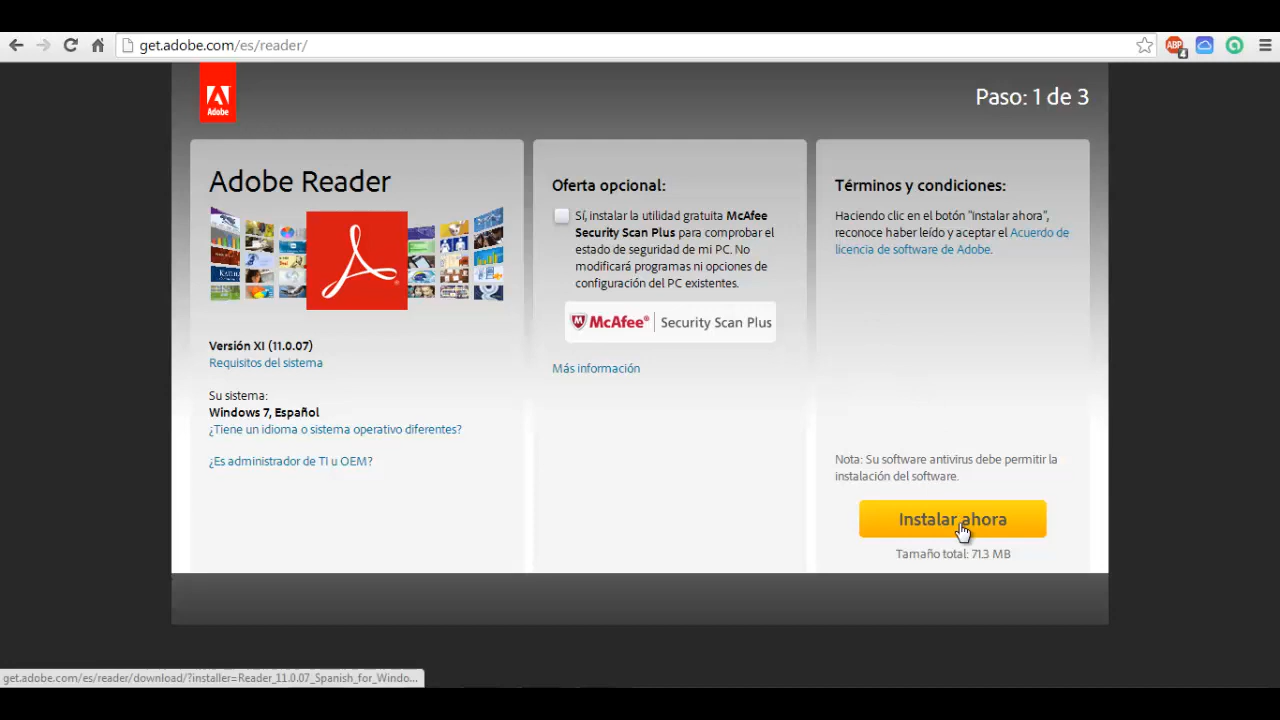 get.adobe.com/es/reader/
ABP
4
Adobe
Paso: 1 de 3
Adobe Reader
Versión XI (11.0.07)
Requisitos del sistema
Su sistema:
Windows 7, Español
¿Tiene un idioma o sistema operativo diferentes?
¿Es administrador de TI u OEM?
Oferta opcional:
Sí, instalar la utilidad gratuita McAfee
Security Scan Plus para comprobar el
estado de seguridad de mi PC. No
modificará programas ni opciones de
configuración del PC existentes.
McAfee® | Security Scan Plus
Más información
Términos y condiciones:
Haciendo clic en el botón "Instalar ahora",
reconoce haber leído y aceptar el Acuerdo de
licencia de software de Adobe.
Nota: Su software antivirus debe permitir la
instalación del software.
Instalar ahora
Tamaño total: 71.3 MB
get.adobe.com/es/reader/download/?installer=Reader_11.0.07_Spanish_for_Windo...